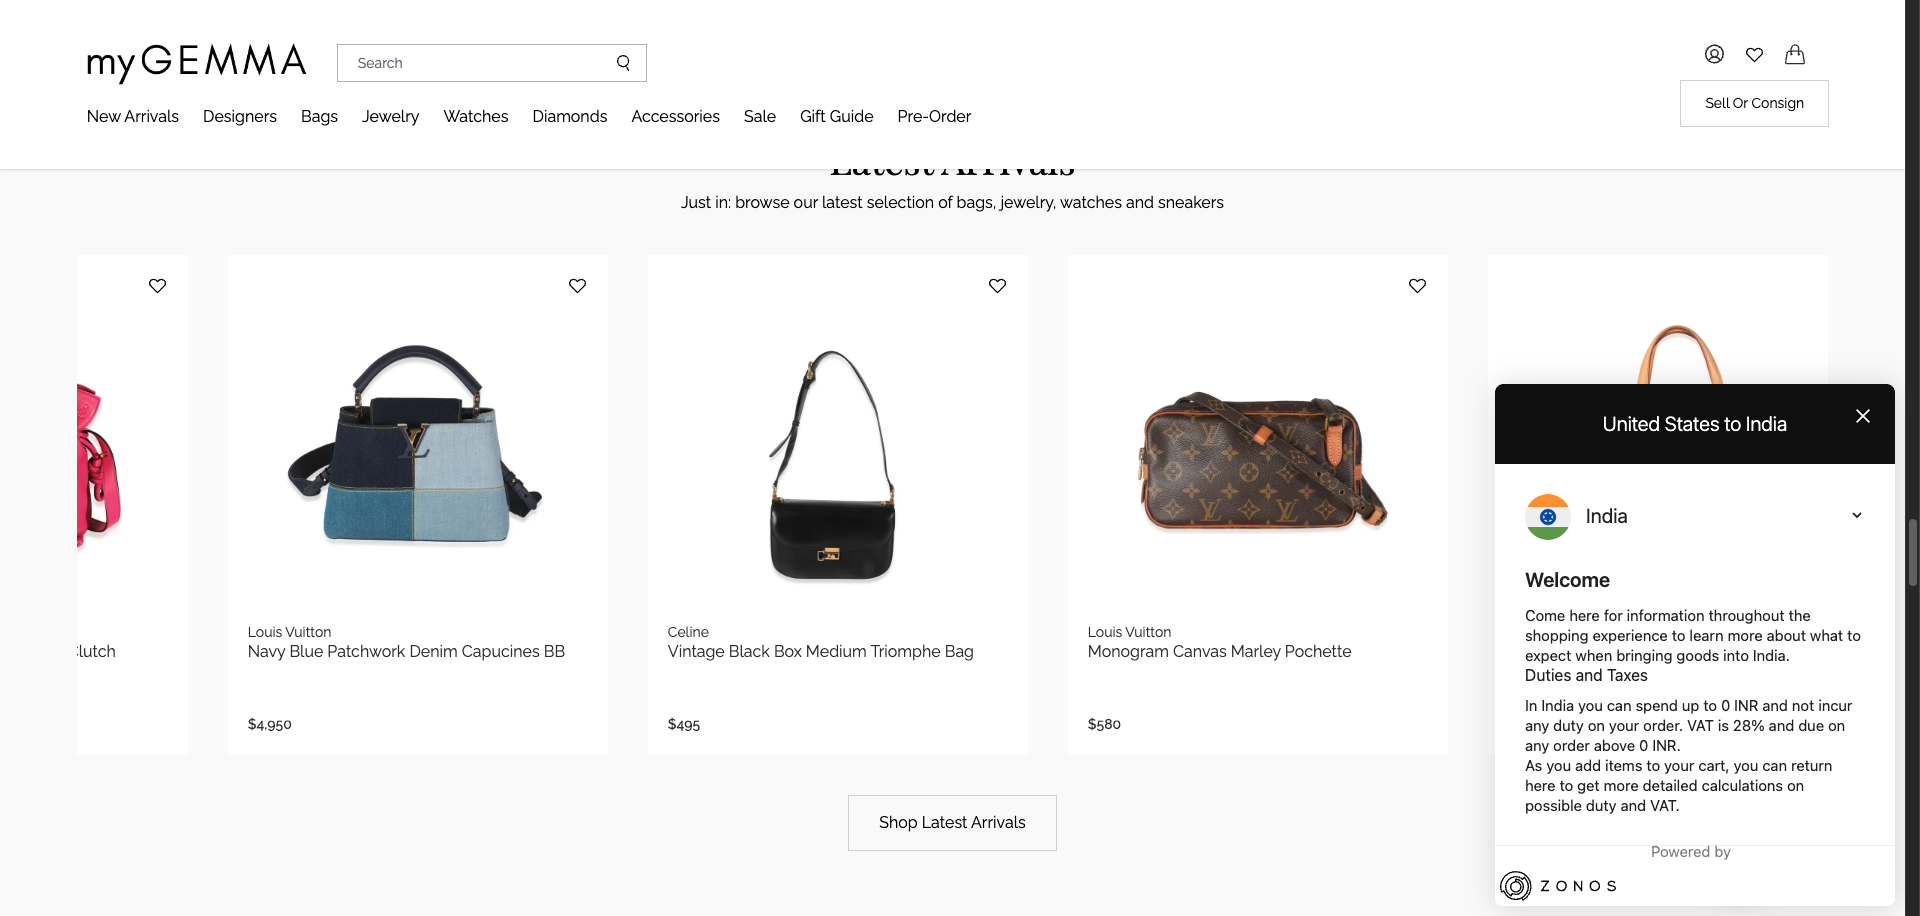 myGEMMA
Search
Sell Or Consign
New Arrivals
Designers
Bags
Jewelry
Watches
Diamonds
Accessories
Sale
Gift Guide
Pre-Order
Latest Arrivals
Just in: browse our latest selection of bags, jewelry, watches and sneakers
Clutch
Louis Vuitton
Navy Blue Patchwork Denim Capucines BB
$4,950
Celine
Vintage Black Box Medium Triomphe Bag
$495
Louis Vuitton
Monogram Canvas Marley Pochette
$580
Shop Latest Arrivals
United States to India
India
Welcome
Come here for information throughout the
shopping experience to learn more about what to
expect when bringing goods into India.
Duties and Taxes
In India you can spend up to 0 INR and not incur
any duty on your order. VAT is 28% and due on
any order above 0 INR.
As you add items to your cart, you can return
here to get more detailed calculations on
possible duty and VAT.
Powered by
ZONOS